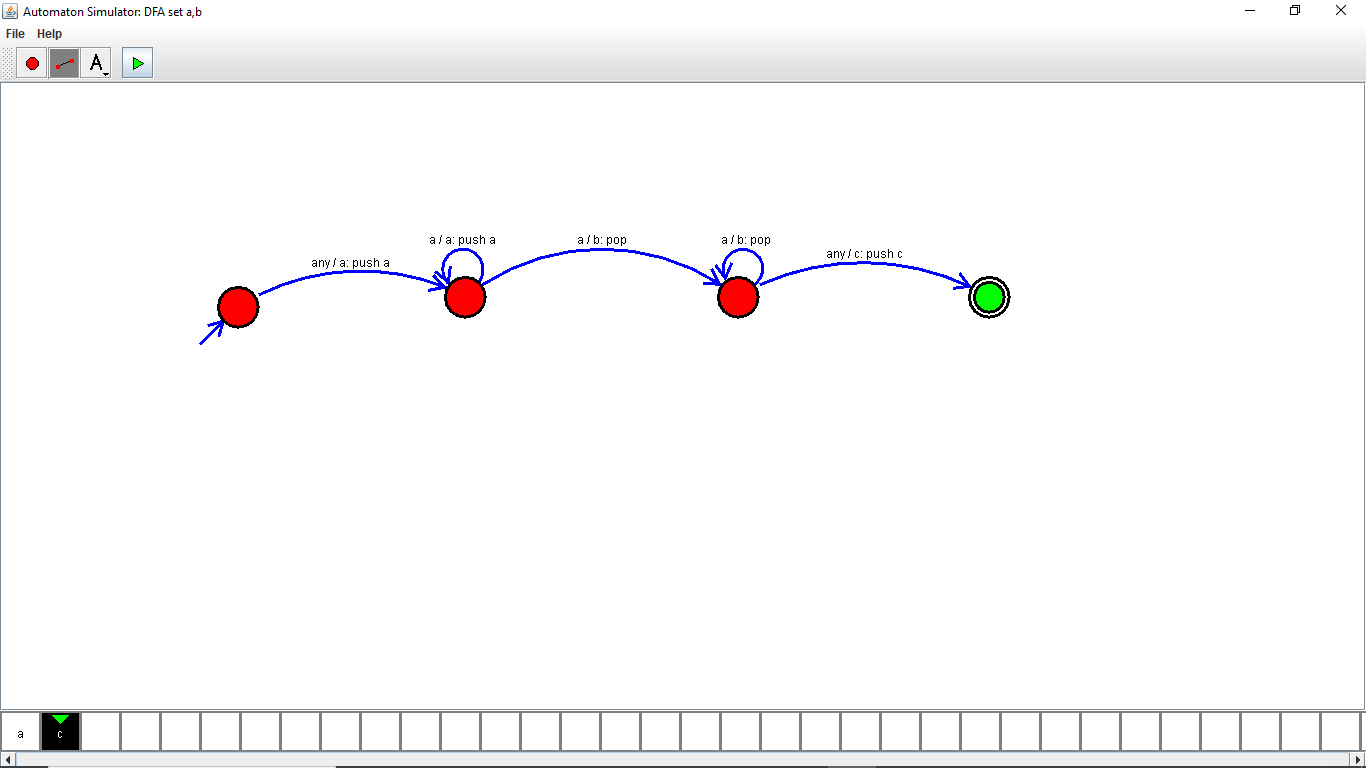 Automaton Simulator: DFA set a,b
File Help
A
a / a: push a
a / b: pop
a / b: pop
any / c: push c
any / a: push a
a
c